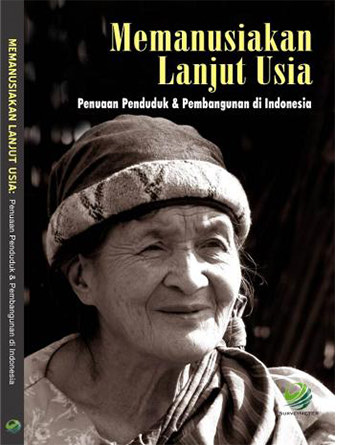 Memanusiakan
Lanjut Usia
Penuaan Penduduk & Pembangunan di Indonesia
SURVEYMETER
MEMANUSIAKAN LANJUT USIA: Penuaan Penduduk & Pembangunan di Indonesia